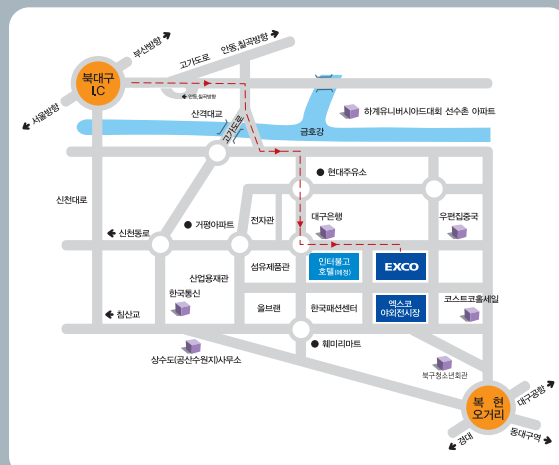 부산방향
북대구
I.C
서울방향
고가도로
안동,칠곡방향
안동,칠곡방향
산격대교
고가도로
금호강
하계유니버시아드대회 선수촌 아파트
현대주유소
신천대로
신천동로
거평아파트
전자관
대구은행
우편집중국
섬유제품관
인터불고
호텔(예정)
EXCO
산업용재관
한국통신
올브랜
한국패션센터
엑스코
야외전시장
코스트코홀세일
침산교
웨미리마트
상수도(공산수원지)사무소
북구청소년회관
복 현
오거리
대구공항
동대구역
경대